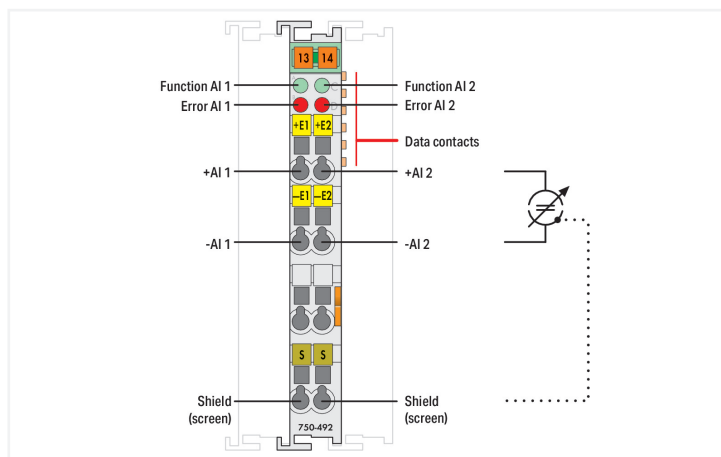 13 14
Function AI 1
Function AI 2
Error AI 1
Error AI 2
+E1 +E2
Data contacts
+AI 1
+AI 2
—E1 —E2
-AI 1
-AI 2
S S
Shield
(screen)
Shield
(screen)
750-492